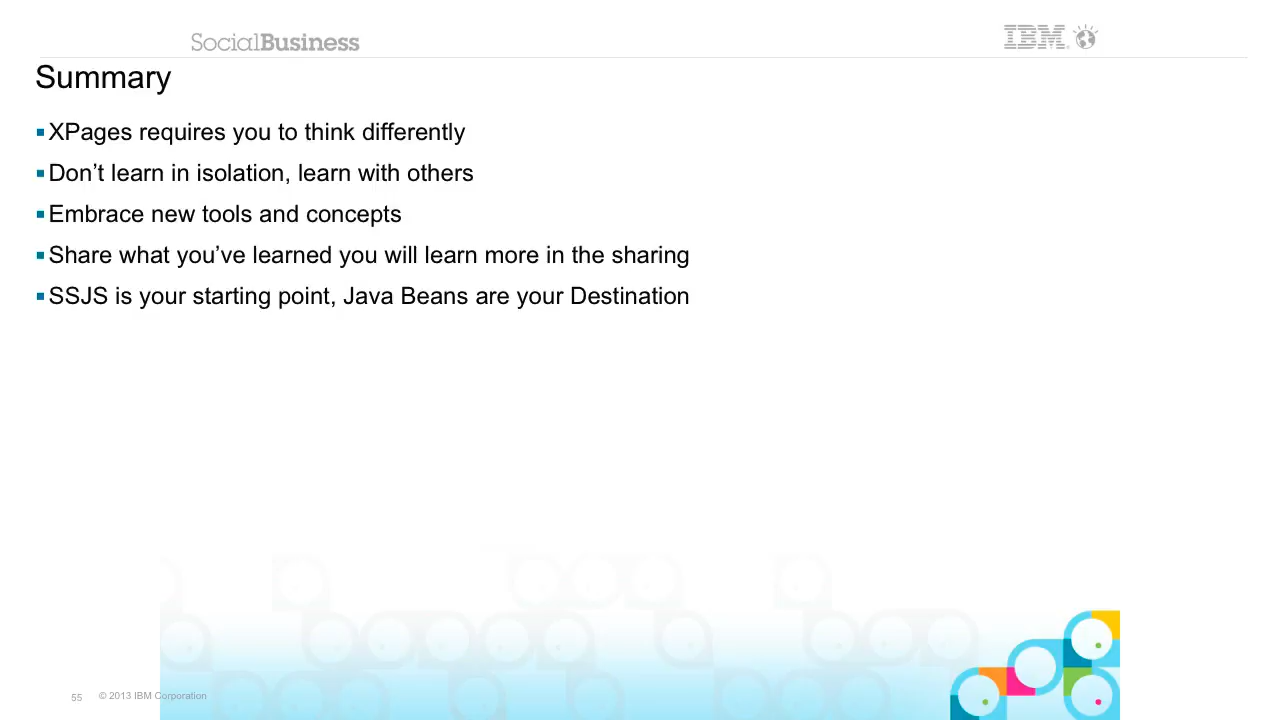 SocialBusiness
IBM
Summary
XPages requires you to think differently
Don’t learn in isolation, learn with others
Embrace new tools and concepts
Share what you’ve learned you will learn more in the sharing
SSJS is your starting point, Java Beans are your Destination
55
© 2013 IBM Corporation